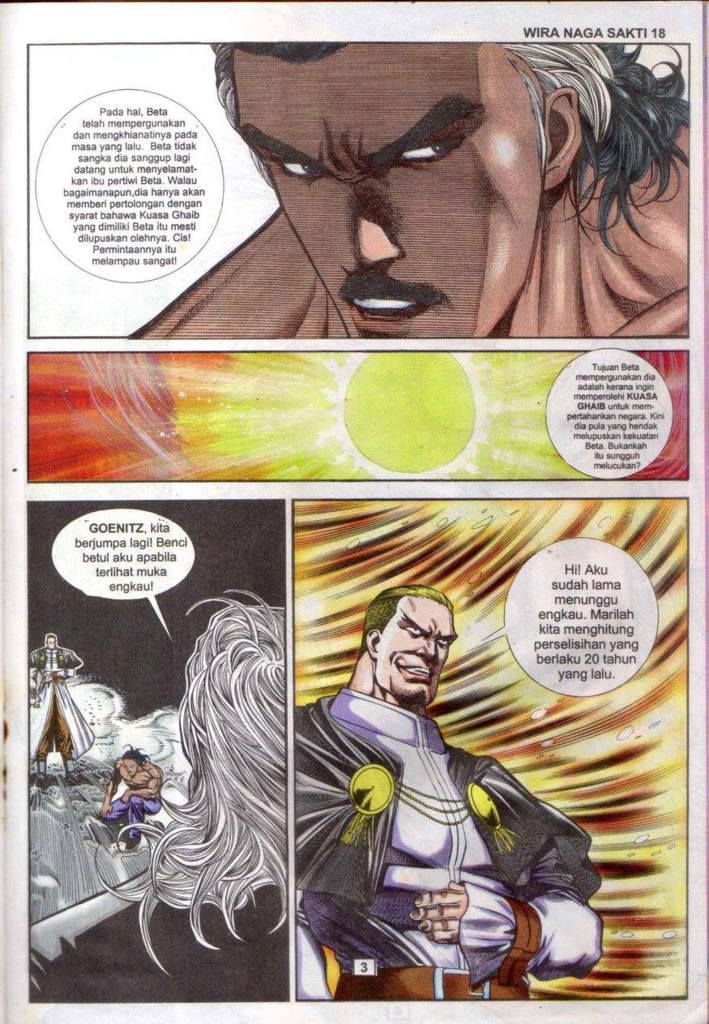 WIRA NAGA SAKTI 18
Pada hal, Beta
telah mempergunakan
dan mengkhianatinya pada
masa yang lalu. Beta tidak
sangka dia sanggup lagi
datang untuk menyelamat-
kan ibu pertiwi Beta. Walau
bagaimanapun,dia hanya akan
memberi pertolongan dengan
syarat bahawa Kuasa Ghaib
yang dimiliki Beta itu mesti
dilupuskan olehnya. Cis!
Permintaannya itu
melampau sangat!
Tujuan Beta
mempergunakan dia
adalah kerana ingin
memperolehi KUASA
GHAIB untuk mem-
pertahankan negara. Kini
dia pula yang hendak
melupuskan kekuatan
Beta. Bukankah
itu sungguh
melucukan?
GOENITZ, kita
berjumpa lagi! Benci
betul aku apabila
terlihat muka
engkau!
Hi! Aku
sudah lama
menunggu
engkau. Marilah
kita menghitung
perselisihan yang
berlaku 20 tahun
yang lalu.
3